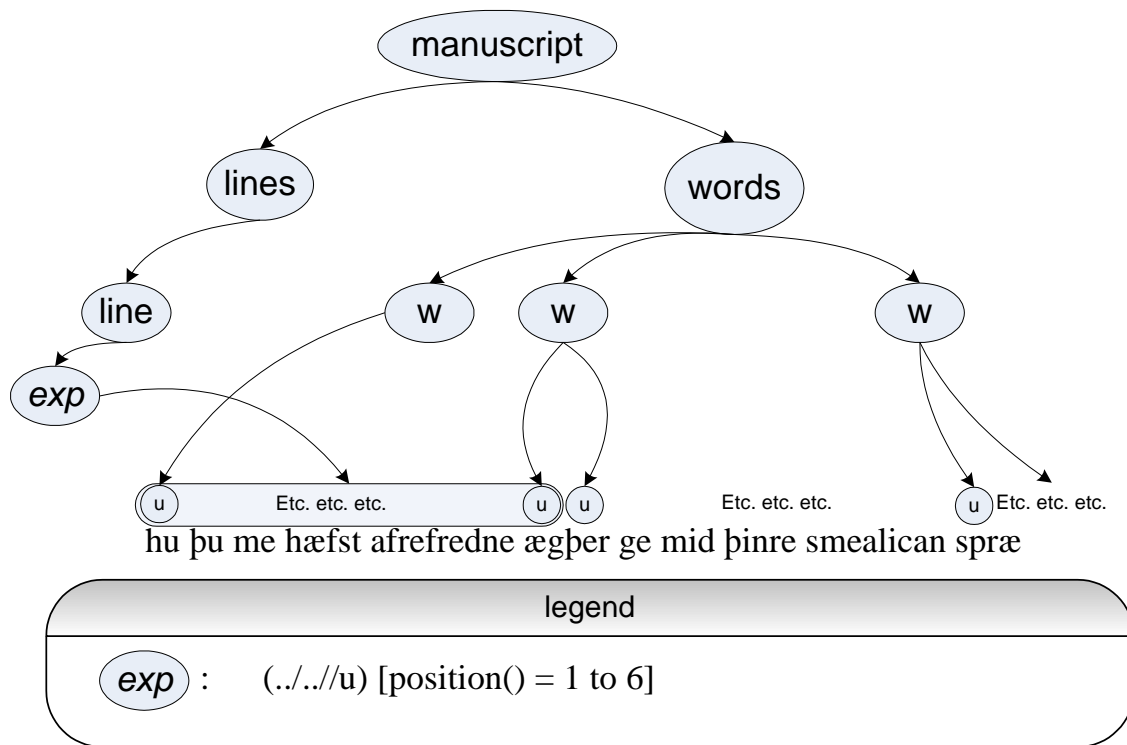 manuscript
lines words
line w w w
exp
u Etc. etc. etc. u u Etc. etc. etc. u Etc. etc. etc.
hu þu me hæfst afrefredne ægþer ge mid þinre smealican spræ
legend
exp : (../..//u) [position() = 1 to 6]